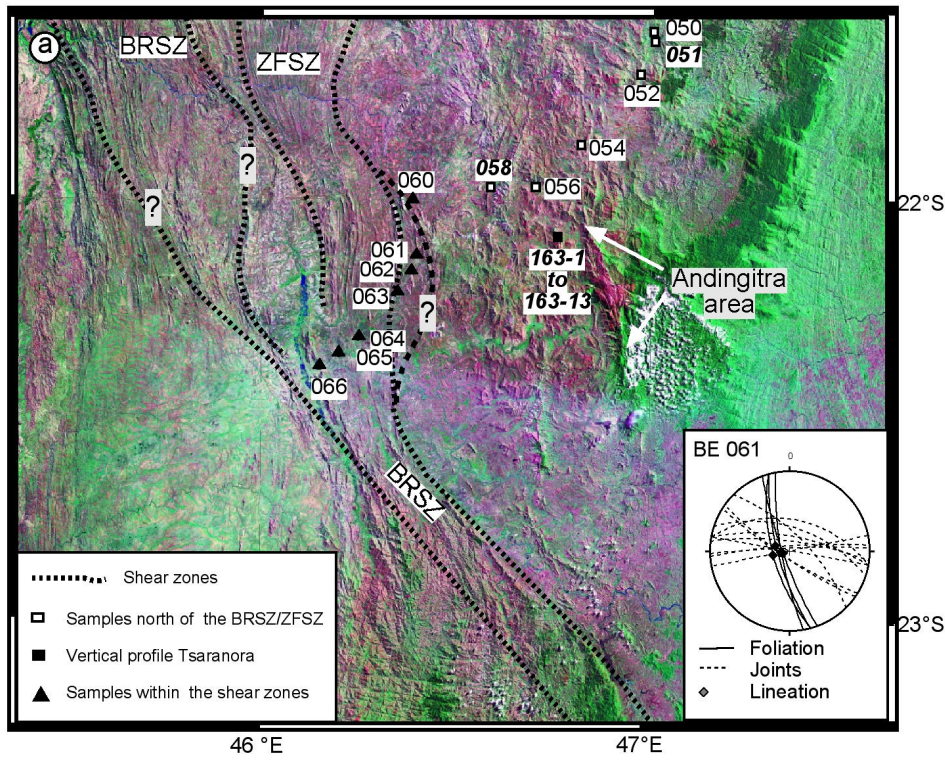 a
BRSZ
ZFSZ
050
051
052
054
058
056
060
?
?
22°S
061
062
163-1
to
163-13
Andingitra
area
063
?
064
065
066
BRSZ
BE 061
0
Foliation
Joints
Lineation
Shear zones
Samples north of the BRSZ/ZFSZ
Vertical profile Tsaranora
Samples within the shear zones
23°S
46 °E
47°E